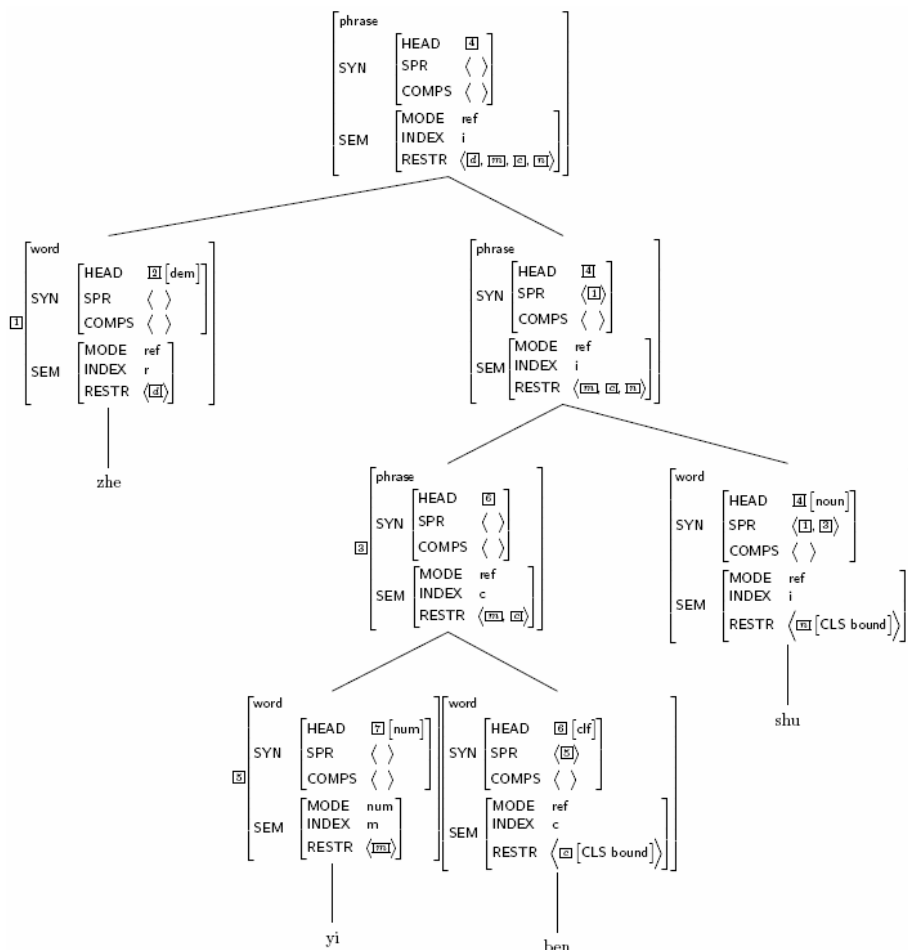 phrase
SYN
HEAD 4
SPR ⟨ ⟩
COMPS ⟨ ⟩
SEM
MODE ref
INDEX i
RESTR ⟨d, m, c, n⟩
1
word
SYN
HEAD 2 [dem]
SPR ⟨ ⟩
COMPS ⟨ ⟩
SEM
MODE ref
INDEX r
RESTR ⟨d⟩
zhe
phrase
SYN
HEAD 4
SPR ⟨1⟩
COMPS ⟨ ⟩
SEM
MODE ref
INDEX i
RESTR ⟨m, c, n⟩
3
phrase
SYN
HEAD 6
SPR ⟨ ⟩
COMPS ⟨ ⟩
SEM
MODE ref
INDEX c
RESTR ⟨m, c⟩
word
SYN
HEAD 4 [noun]
SPR ⟨1, 3⟩
COMPS ⟨ ⟩
SEM
MODE ref
INDEX i
RESTR ⟨n [CLS bound]⟩
shu
5
word
SYN
HEAD 7 [num]
SPR ⟨ ⟩
COMPS ⟨ ⟩
SEM
MODE num
INDEX m
RESTR ⟨m⟩
yi
word
SYN
HEAD 6 [clf]
SPR ⟨5⟩
COMPS ⟨ ⟩
SEM
MODE ref
INDEX c
RESTR ⟨c [CLS bound]⟩
ben